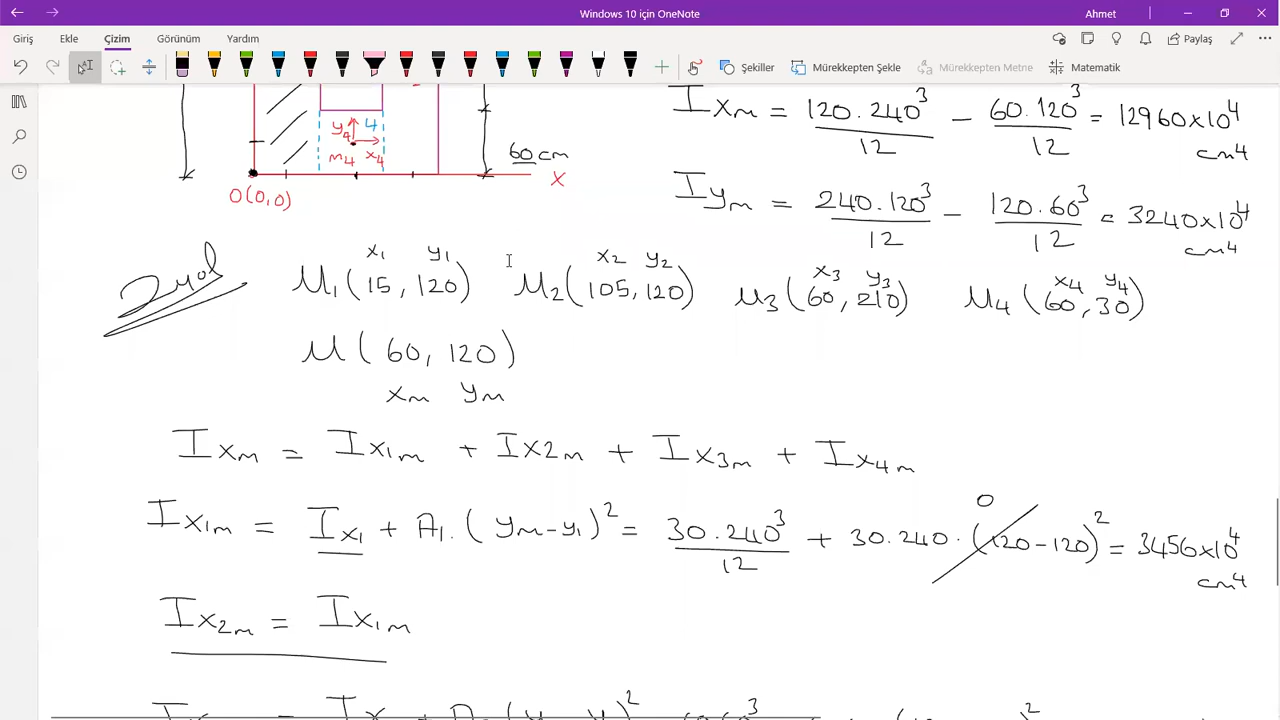 Windows 10 için OneNote
Ahmet
Giriş Ekle Çizim Görünüm Yardım
Paylaş
Şekiller Mürekkepten Şekle Mürekkepten Metne Matematik
y4 4
m4 x4
60 cm
x
O(0,0)
Ixm = 120.240³/12 - 60.120³/12 = 12960x10⁴ cm4
Iym = 240.120³/12 - 120.60³/12 = 3240x10⁴ cm4
2.yol
x1 y1 x2 y2 x3 y3 x4 y4
M1(15,120) M2(105,120) M3(60,210) M4(60,30)
M(60,120)
xm ym
Ixm = Ix1m + Ix2m + Ix3m + Ix4m
Ix1m = Ix1 + A1.(ym-y1)² = 30.240³/12 + 30.240.(120-120)² = 3456x10⁴ cm4
0
Ix2m = Ix1m